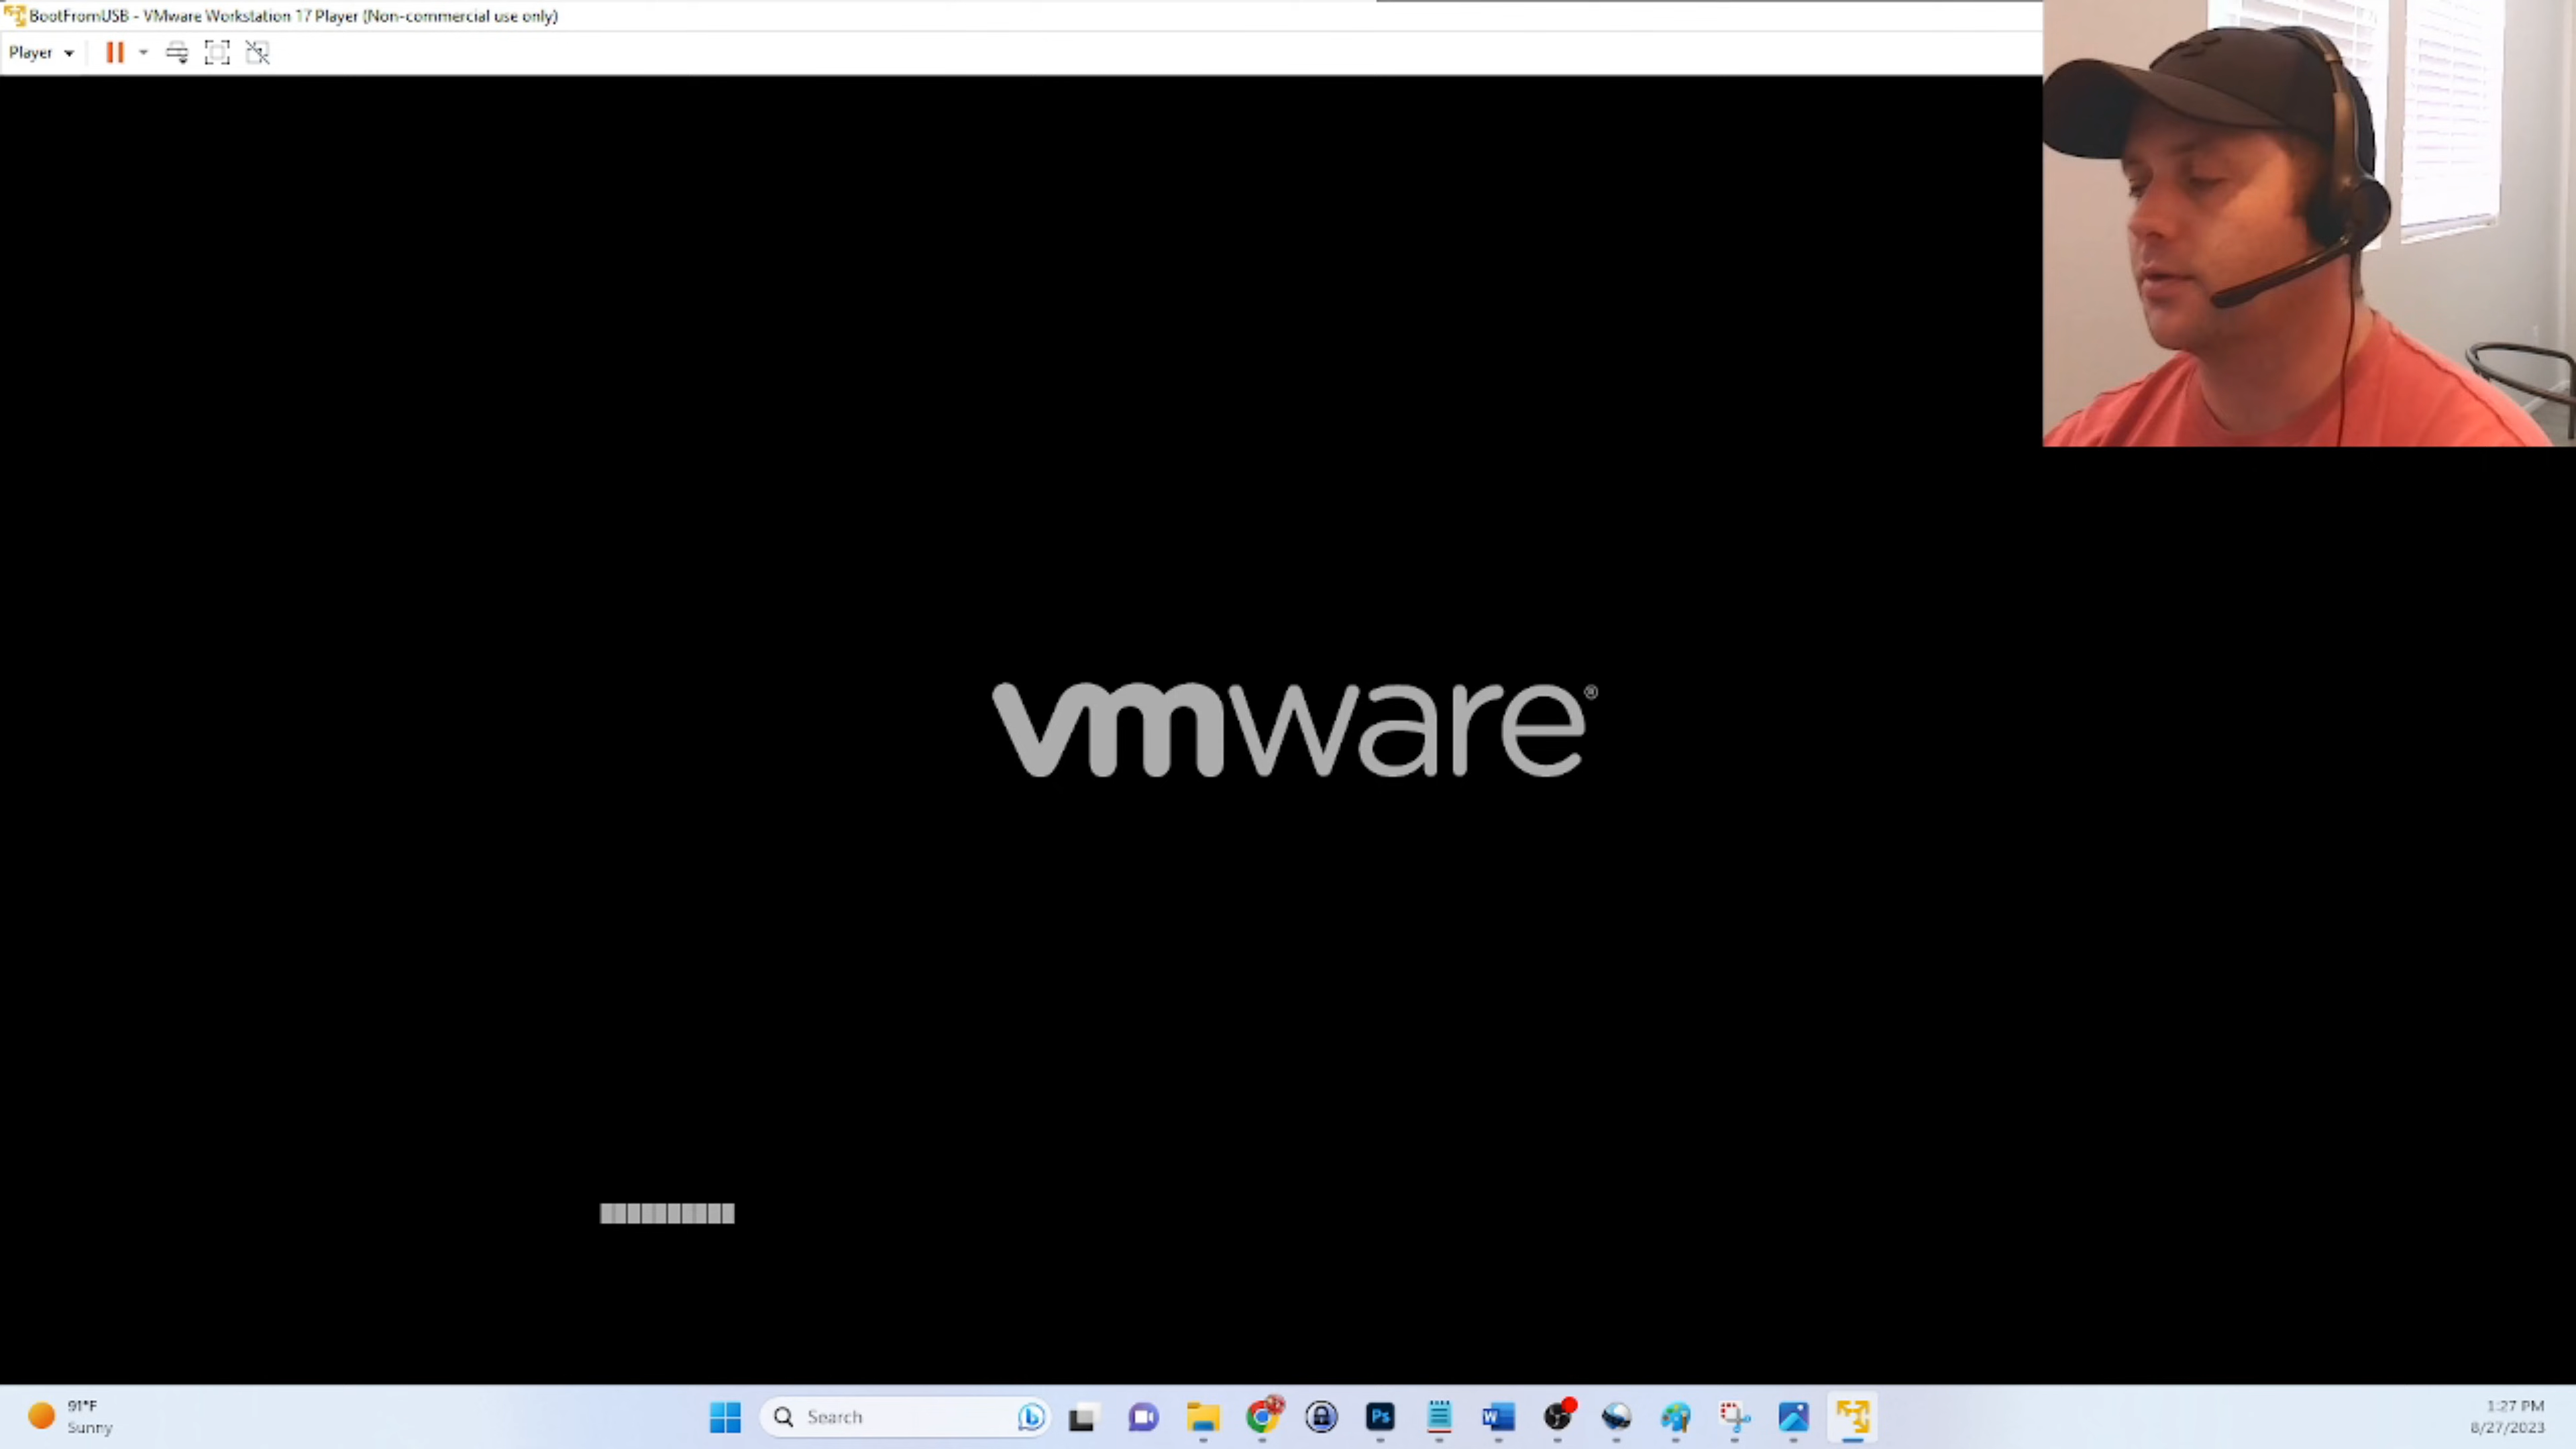 BootFromUSB - VMware Workstation 17 Player (Non-commercial use only)
Player
vmware®
91°F
Sunny
Search
Ps
W
1:27 PM
8/27/2023